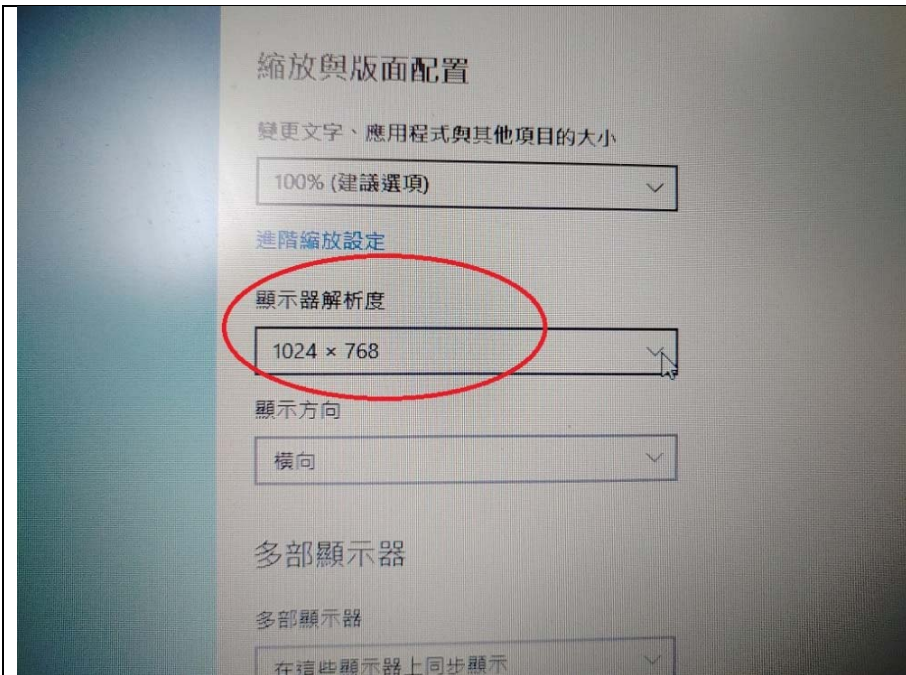 縮放與版面配置
變更文字、應用程式與其他項目的大小
100% (建議選項)
進階縮放設定
顯示器解析度
1024 × 768
顯示方向
橫向
多部顯示器
多部顯示器
在這些顯示器上同步顯示